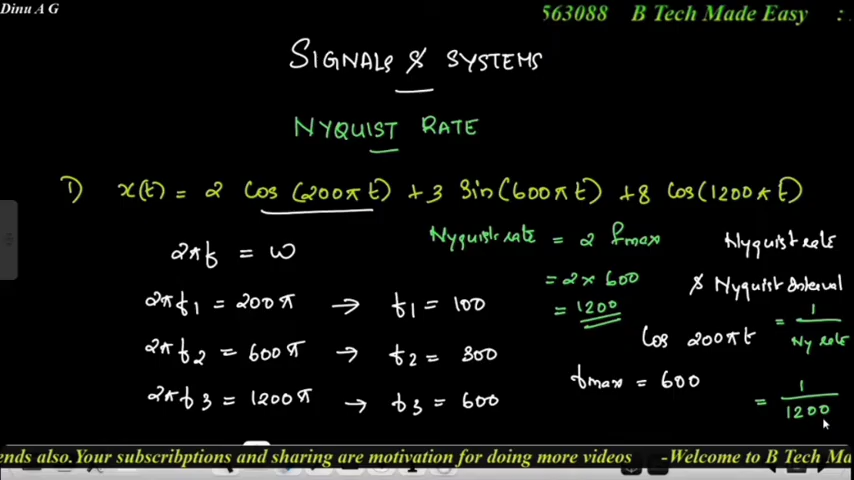 Dinu A G
563088 B Tech Made Easy :
SIGNALS & SYSTEMS
NYQUIST RATE
1) x(t) = 2 cos (200π t) + 3 sin(600π t) + 8 cos(1200π t)
2πf = ω
2πf1 = 200π → f1 = 100
2πf2 = 600π → f2 = 300
2πf3 = 1200π → f3 = 600
Nyquist rate = 2 fmax
= 2 × 600
= 1200
Cos 200πt
fmax = 600
Nyquist rate
& Nyquist Interval
= 1 / Ny rate
= 1 / 1200
ends also.Your subscribptions and sharing are motivation for doing more videos -Welcome to B Tech Ma